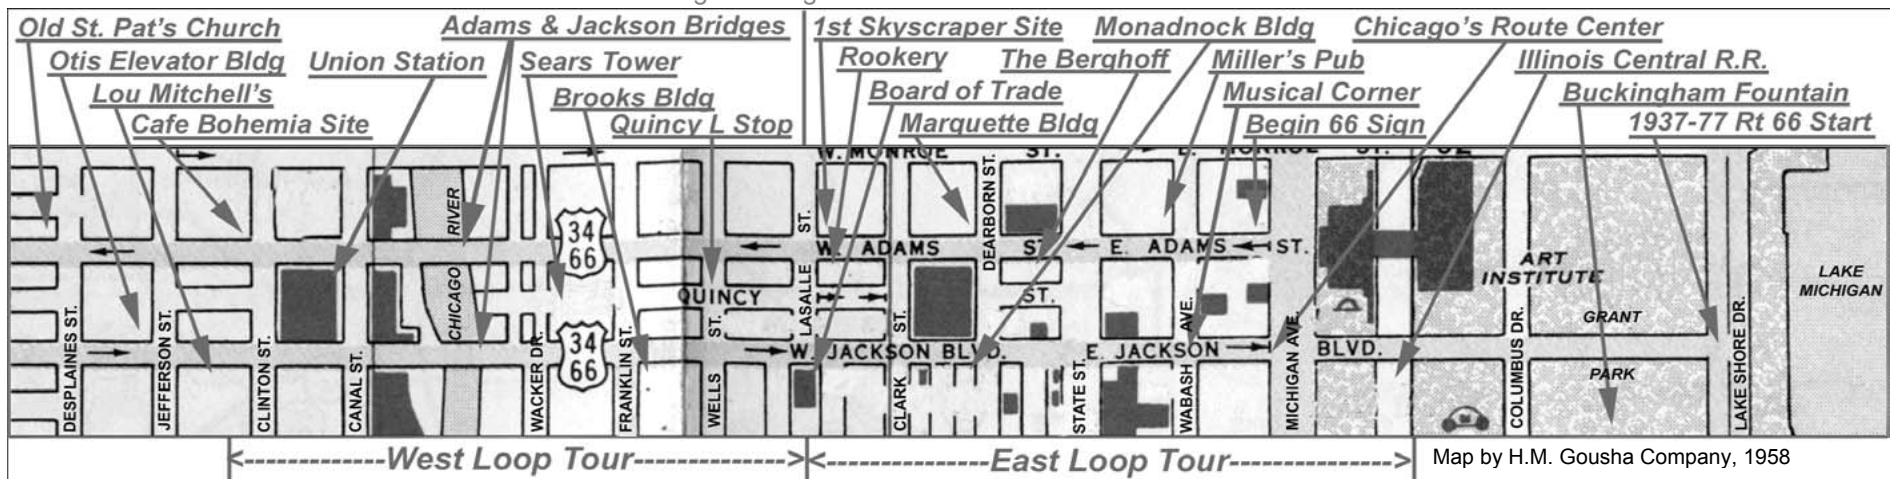 Old St. Pat's Church
Adams & Jackson Bridges
1st Skyscraper Site
Monadnock Bldg
Chicago's Route Center
Otis Elevator Bldg
Union Station
Sears Tower
Rookery
The Berghoff
Miller's Pub
Illinois Central R.R.
Lou Mitchell's
Brooks Bldg
Board of Trade
Musical Corner
Buckingham Fountain
Cafe Bohemia Site
Quincy L Stop
Marquette Bldg
Begin 66 Sign
1937-77 Rt 66 Start
W. MONROE ST. E. MONROE ST.
RIVER
CHICAGO
34
66
34
66
W. ADAMS ST. E. ADAMS ST.
QUINCY ST.
W. JACKSON BLVD. E. JACKSON BLVD.
ART
INSTITUTE
GRANT
PARK
LAKE
MICHIGAN
DESPLAINES ST.
JEFFERSON ST.
CLINTON ST.
CANAL ST.
WACKER DR.
FRANKLIN ST.
WELLS ST.
LASALLE ST.
CLARK ST.
DEARBORN ST.
STATE ST.
WABASH AVE.
MICHIGAN AVE.
COLUMBUS DR.
LAKE SHORE DR.
<-------------West Loop Tour-------------->
<---------------East Loop Tour------------->
Map by H.M. Gousha Company, 1958